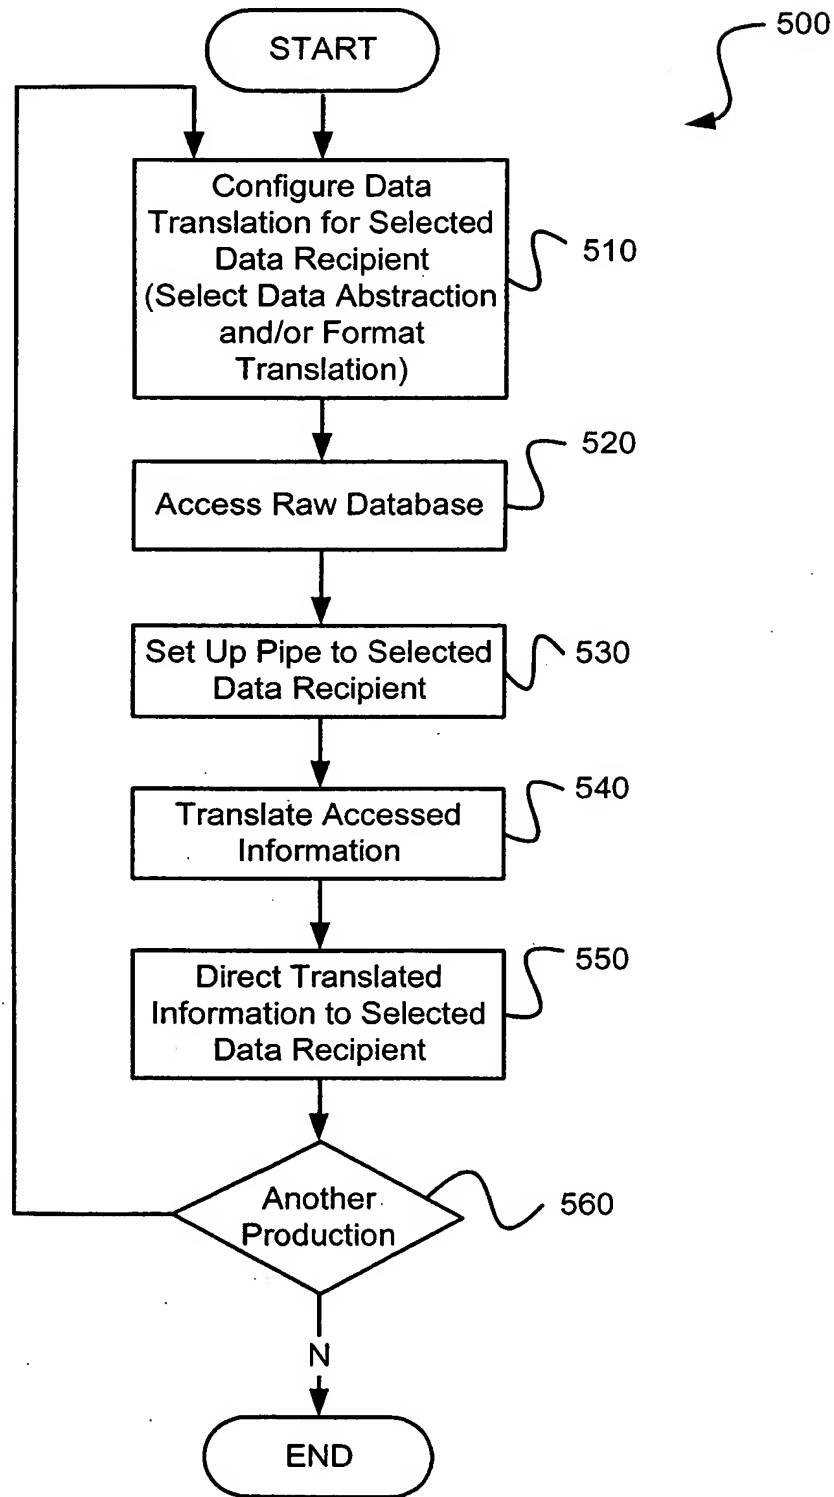 START
500
Configure Data
Translation for Selected
Data Recipient
(Select Data Abstraction
and/or Format
Translation)
510
Access Raw Database
520
Set Up Pipe to Selected
Data Recipient
530
Translate Accessed
Information
540
Direct Translated
Information to Selected
Data Recipient
550
Another
Production
560
N
END